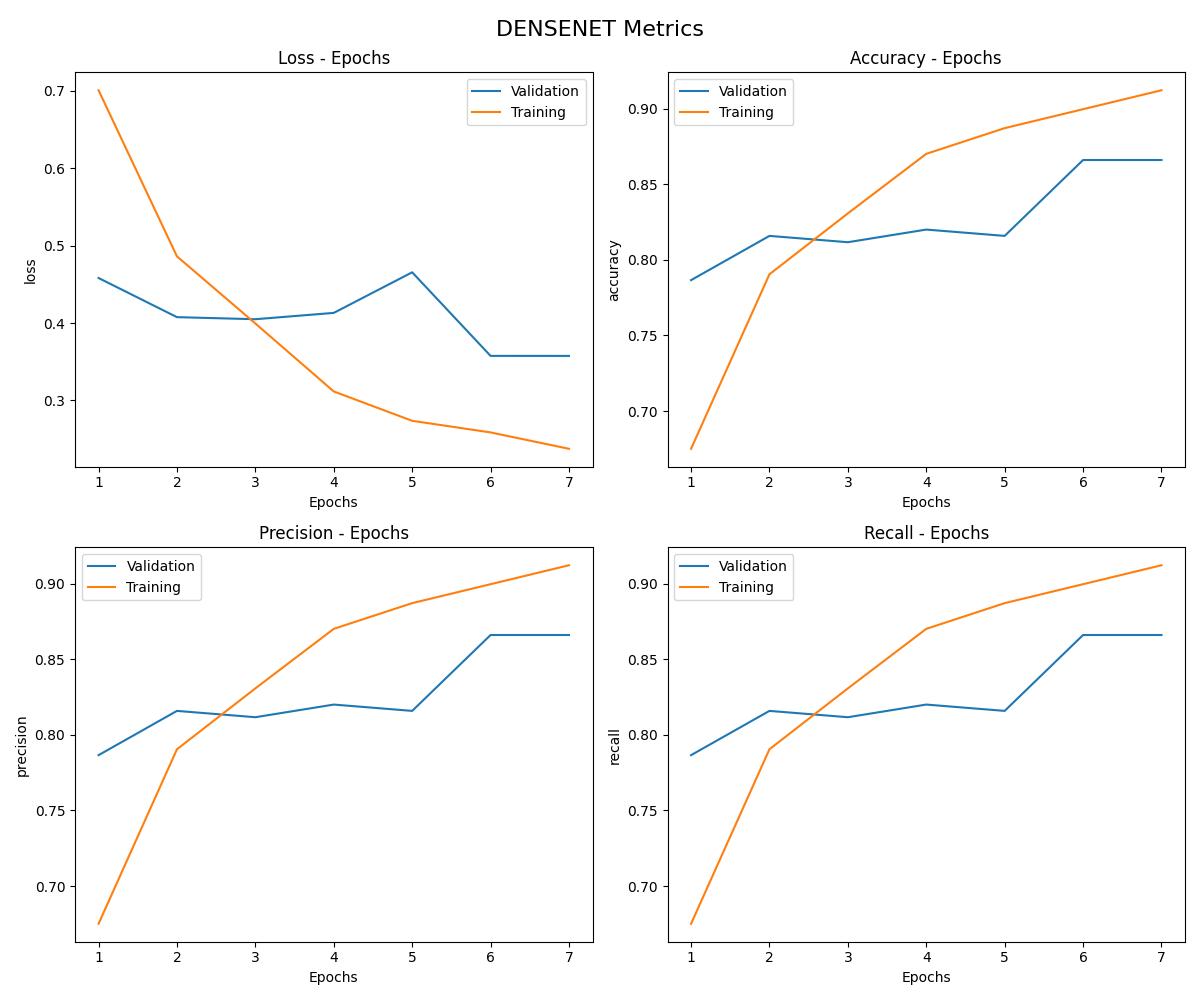 DENSENET Metrics
Loss - Epochs
Validation
Training
0.7
0.6
0.5
0.4
0.3
loss
1 2 3 4 5 6 7
Epochs
Accuracy - Epochs
Validation
Training
0.90
0.85
0.80
0.75
0.70
accuracy
1 2 3 4 5 6 7
Epochs
Precision - Epochs
Validation
Training
0.90
0.85
0.80
0.75
0.70
precision
1 2 3 4 5 6 7
Epochs
Recall - Epochs
Validation
Training
0.90
0.85
0.80
0.75
0.70
recall
1 2 3 4 5 6 7
Epochs